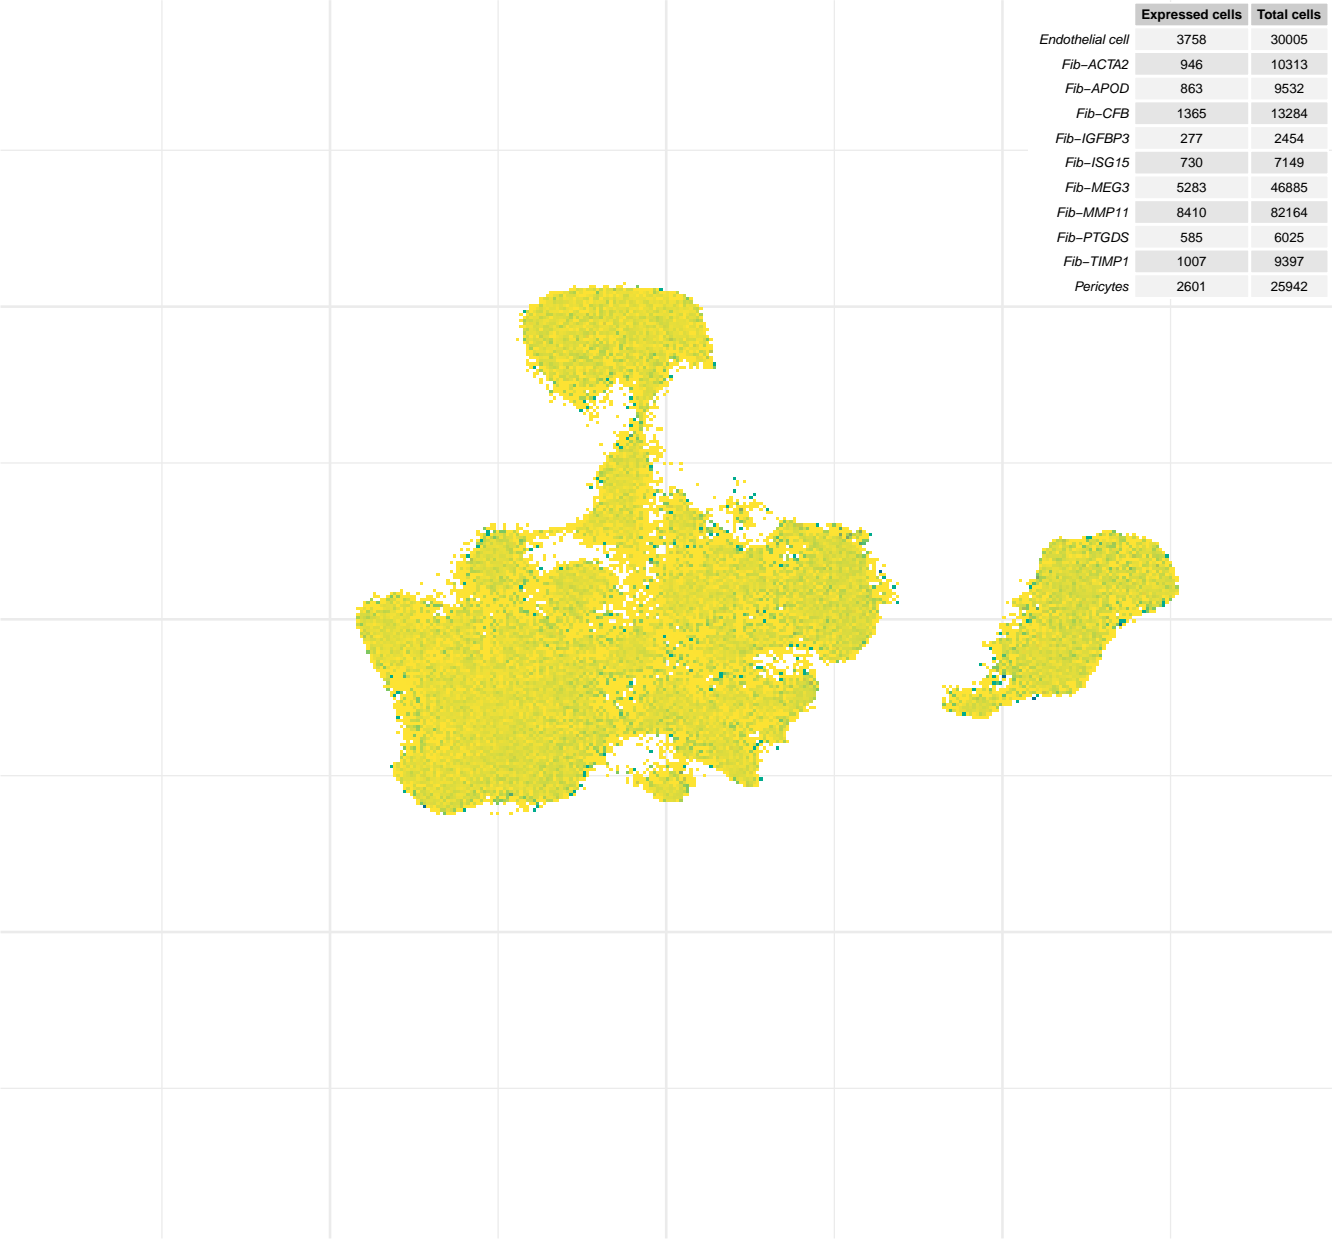 Expressed cells Total cells
Endothelial cell 3758 30005
Fib−ACTA2 946 10313
Fib−APOD 863 9532
Fib−CFB 1365 13284
Fib−IGFBP3 277 2454
Fib−ISG15 730 7149
Fib−MEG3 5283 46885
Fib−MMP11 8410 82164
Fib−PTGDS 585 6025
Fib−TIMP1 1007 9397
Pericytes 2601 25942